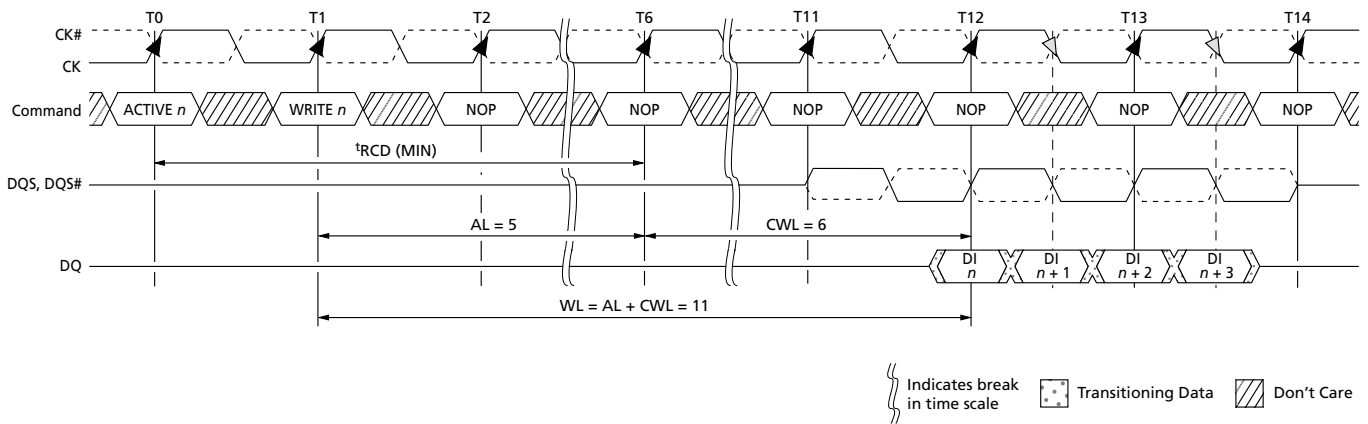 T0 T1 T2 T6 T11 T12 T13 T14
CK#
CK
Command ACTIVE n WRITE n NOP NOP NOP NOP NOP NOP
tRCD (MIN)
DQS, DQS#
AL = 5 CWL = 6
DQ DI n DI n + 1 DI n + 2 DI n + 3
WL = AL + CWL = 11
Indicates break
in time scale
Transitioning Data
Don't Care